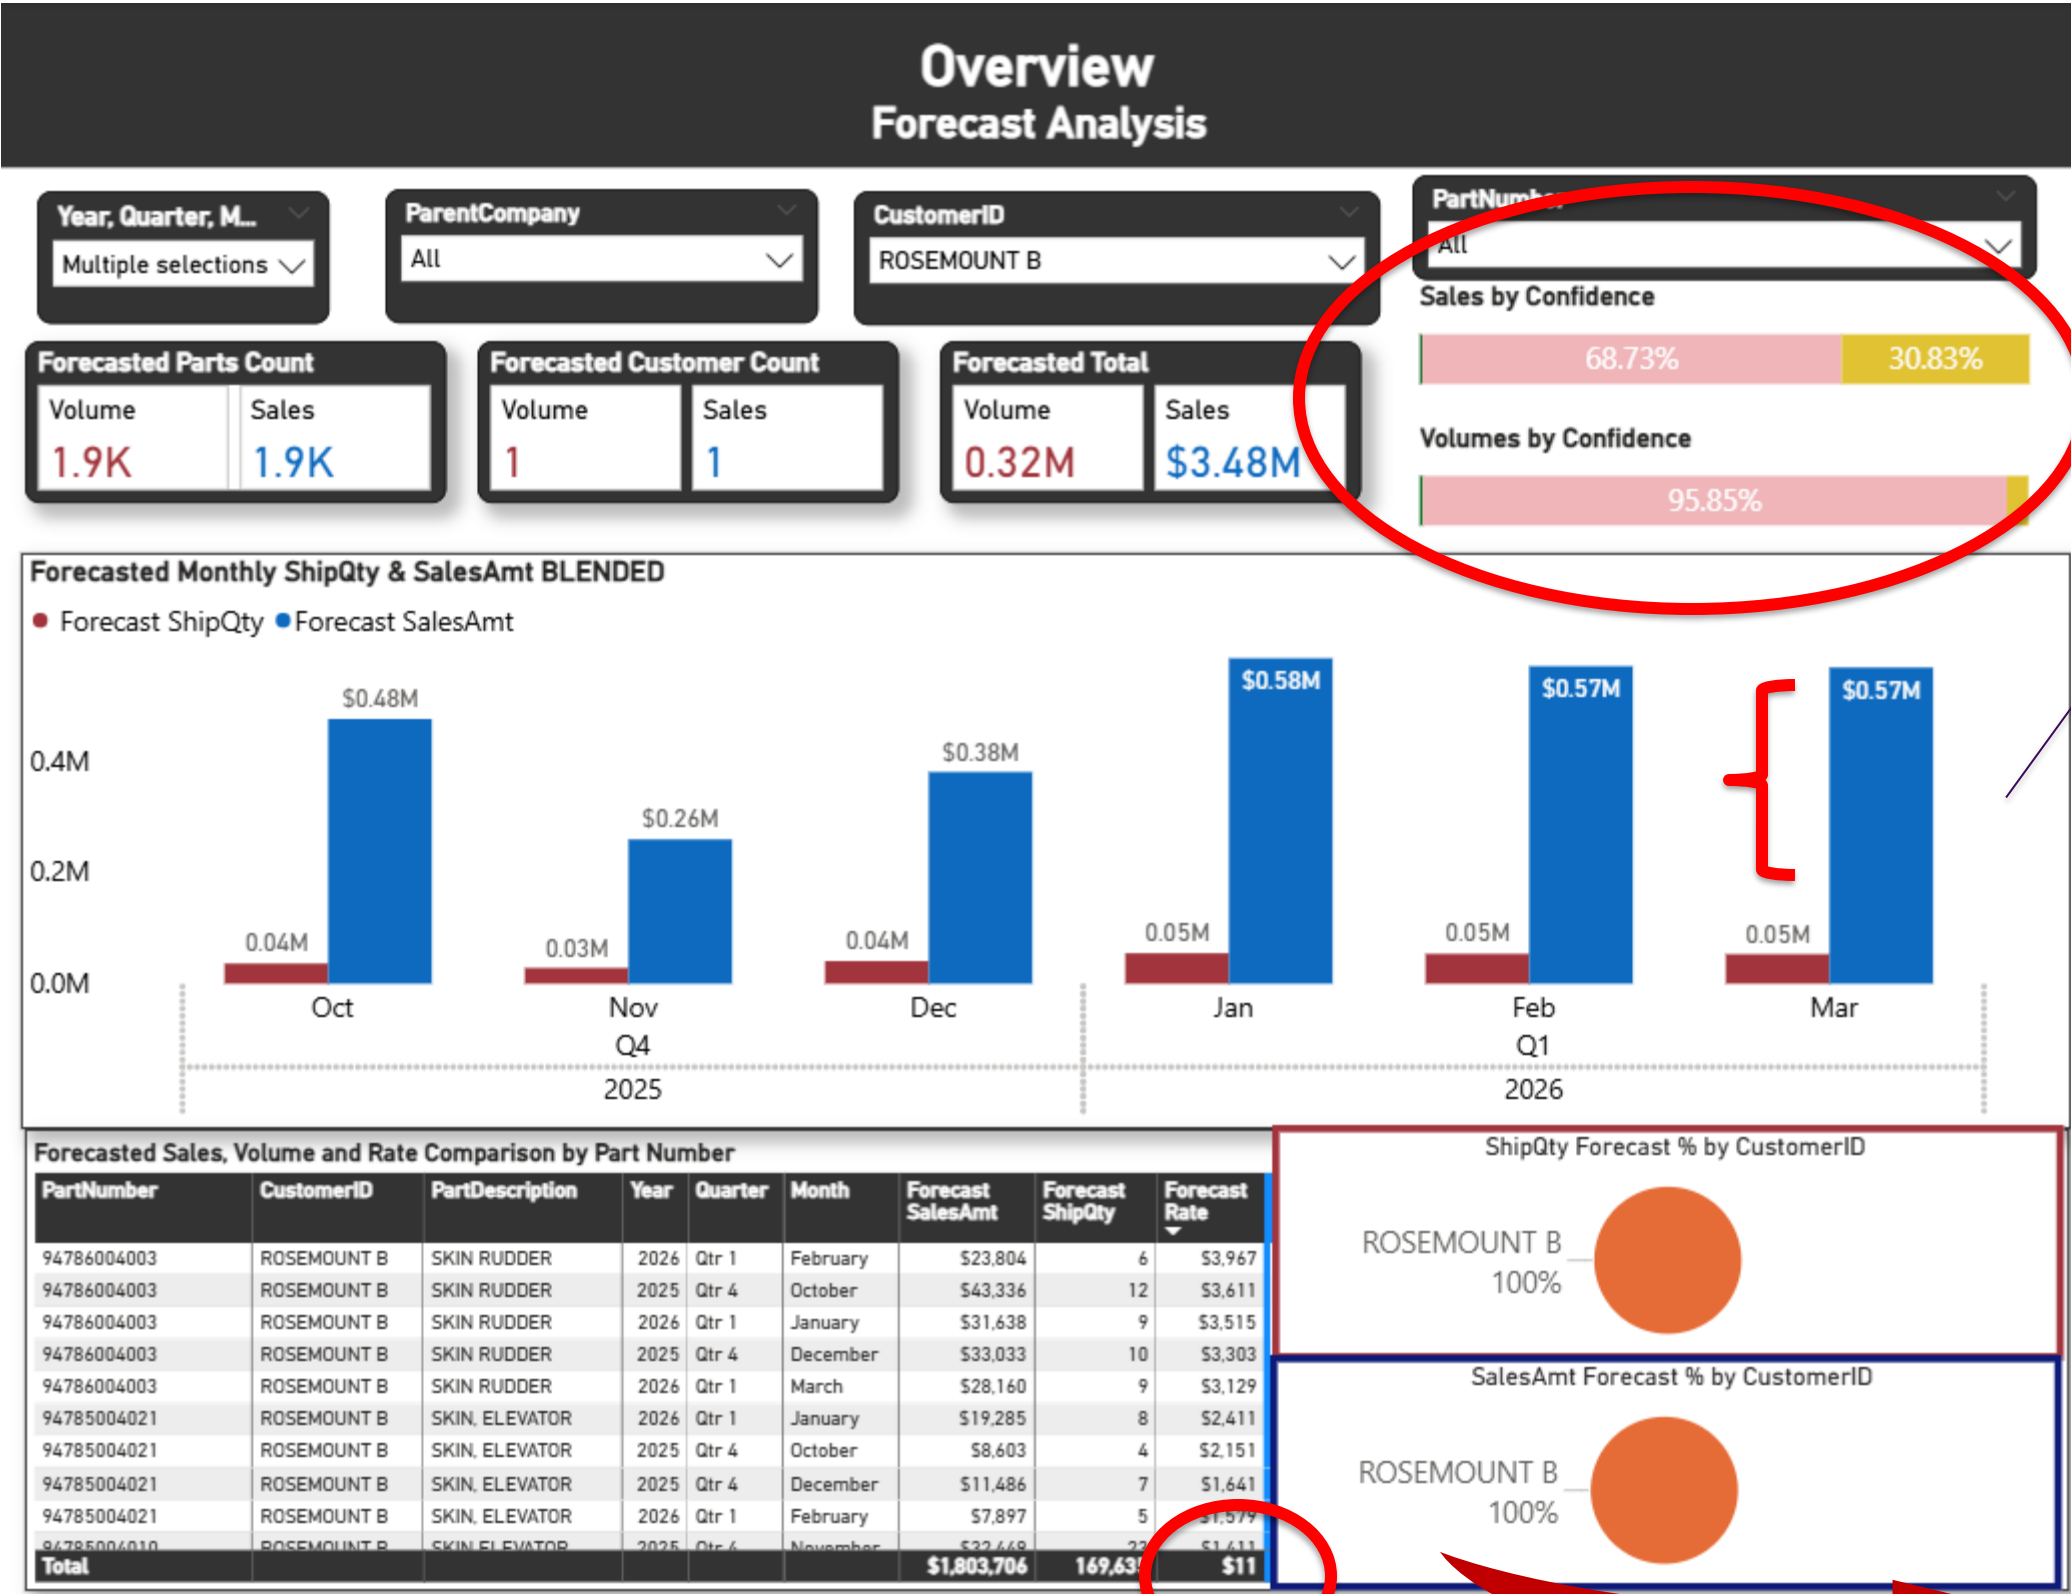 Overview
Forecast Analysis
Year, Quarter, M...
Multiple selections
ParentCompany
All
CustomerID
ROSEMOUNT B
PartNumber
All
Forecasted Parts Count
Volume Sales
1.9K 1.9K
Forecasted Customer Count
Volume Sales
1 1
Forecasted Total
Volume Sales
0.32M $3.48M
Sales by Confidence
68.73% 30.83%
Volumes by Confidence
95.85%
Forecasted Monthly ShipQty & SalesAmt BLENDED
Forecast ShipQty Forecast SalesAmt
0.4M
0.2M
0.0M
0.04M $0.48M
0.03M $0.26M
0.04M $0.38M
0.05M $0.58M
0.05M $0.57M
0.05M $0.57M
Oct Nov Dec Jan Feb Mar
Q4 Q1
2025 2026
Forecasted Sales, Volume and Rate Comparison by Part Number
PartNumber CustomerID PartDescription Year Quarter Month Forecast SalesAmt Forecast ShipQty Forecast Rate
94786004003 ROSEMOUNT B SKIN RUDDER 2026 Qtr 1 February $23,804 6 $3,967
94786004003 ROSEMOUNT B SKIN RUDDER 2025 Qtr 4 October $43,336 12 $3,611
94786004003 ROSEMOUNT B SKIN RUDDER 2026 Qtr 1 January $31,638 9 $3,515
94786004003 ROSEMOUNT B SKIN RUDDER 2025 Qtr 4 December $33,033 10 $3,303
94786004003 ROSEMOUNT B SKIN RUDDER 2026 Qtr 1 March $28,160 9 $3,129
94785004021 ROSEMOUNT B SKIN, ELEVATOR 2026 Qtr 1 January $19,285 8 $2,411
94785004021 ROSEMOUNT B SKIN, ELEVATOR 2025 Qtr 4 October $8,603 4 $2,151
94785004021 ROSEMOUNT B SKIN, ELEVATOR 2025 Qtr 4 December $11,486 7 $1,641
94785004021 ROSEMOUNT B SKIN, ELEVATOR 2026 Qtr 1 February $7,897 5 $1,579
ROSEMOUNT B 2025 November
Total $1,803,706 $11
ShipQty Forecast % by CustomerID
ROSEMOUNT B
100%
SalesAmt Forecast % by CustomerID
ROSEMOUNT B
100%